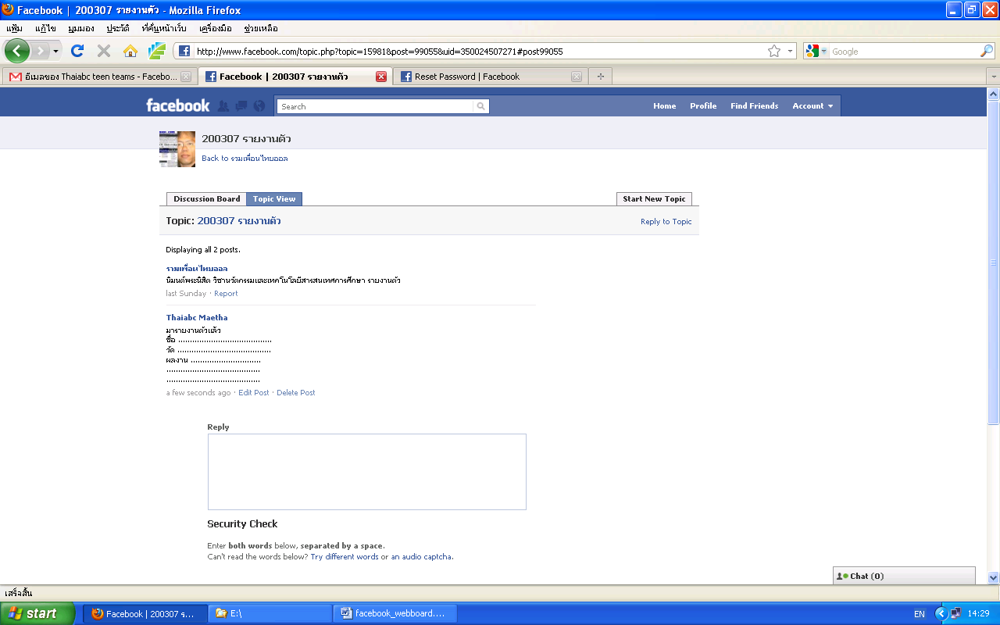 Facebook | 200307 รายงานตัว - Mozilla Firefox
แฟ้ม แก้ไข มุมมอง ประวัติ ที่คั่นหน้าเว็บ เครื่องมือ ช่วยเหลือ
http://www.facebook.com/topic.php?topic=15981&post=99055&uid=350024507271#post99055
Google
อีเมลของ Thaiabc teen teams - Facebo...
Facebook | 200307 รายงานตัว
Reset Password | Facebook
facebook
Search
Home Profile Find Friends Account
200307 รายงานตัว
Back to รวมเพื่อนไทยออล
Discussion Board Topic View Start New Topic
Topic: 200307 รายงานตัว
Reply to Topic
Displaying all 2 posts.
รวมเพื่อนไทยออล
นิมนต์พระนิสิต วิชานวัตกรรมและเทคโนโลยีสารสนเทศการศึกษา รายงานตัว
last Sunday · Report
Thaiabc Maetha
มารายงานตัวแล้ว
ชื่อ ........................................
วัด ........................................
ผลงาน ..............................
........................................
........................................
a few seconds ago · Edit Post · Delete Post
Reply
Security Check
Enter both words below, separated by a space.
Can't read the words below? Try different words or an audio captcha.
Chat (0)
เสร็จสิ้น
start
Facebook | 200307 ร...
E:\
facebook_webboard....
EN
14:29